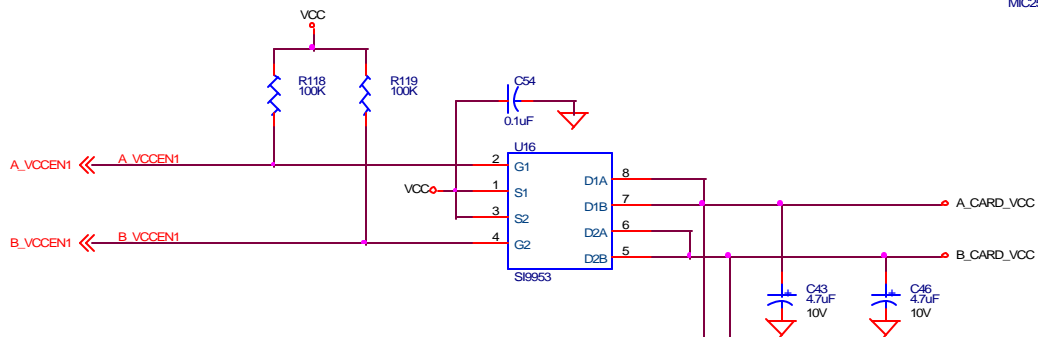 MIC25
VCC
R118
100K
R119
100K
C54
0.1uF
U16
A_VCCEN1
A_VCCEN1
2
G1
D1A
8
VCC
1
S1
D1B
7
A_CARD_VCC
3
S2
D2A
6
B_VCCEN1
B_VCCEN1
4
G2
D2B
5
B_CARD_VCC
SI9953
C43
4.7uF
10V
C46
4.7uF
10V